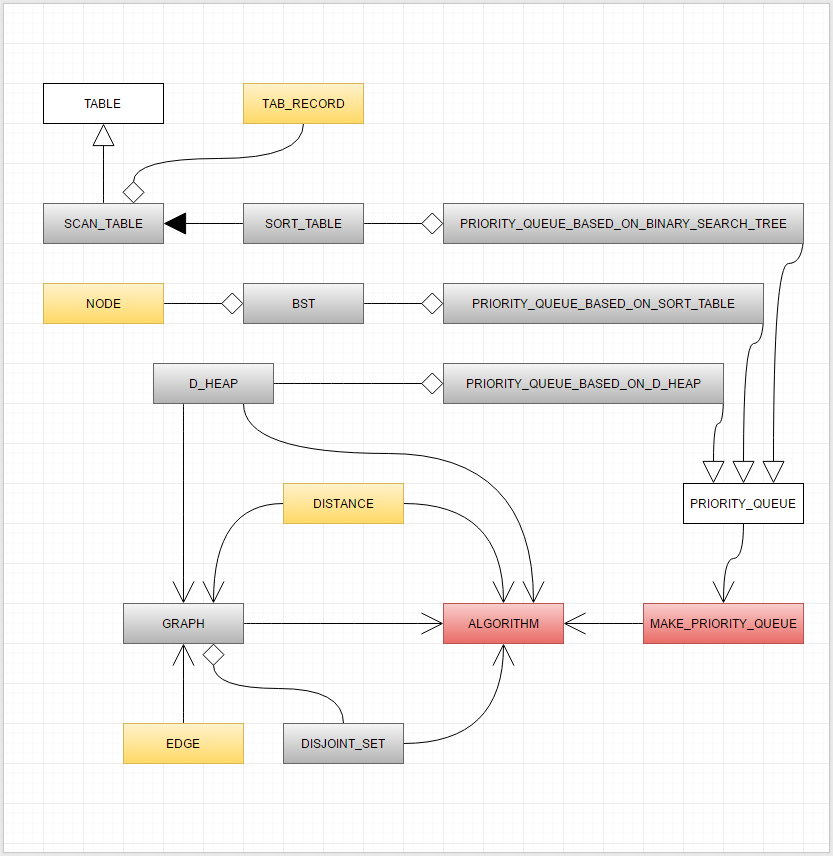 TABLE
TAB_RECORD
SCAN_TABLE
SORT_TABLE
PRIORITY_QUEUE_BASED_ON_BINARY_SEARCH_TREE
NODE
BST
PRIORITY_QUEUE_BASED_ON_SORT_TABLE
D_HEAP
PRIORITY_QUEUE_BASED_ON_D_HEAP
DISTANCE
PRIORITY_QUEUE
GRAPH
ALGORITHM
MAKE_PRIORITY_QUEUE
EDGE
DISJOINT_SET